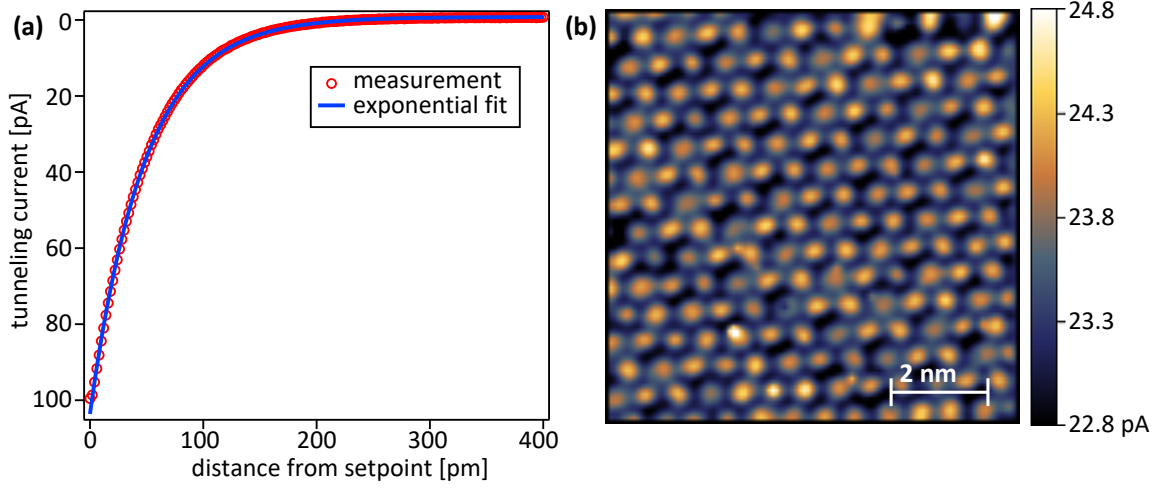 (a)
0
20
40
60
80
100
tunneling current [pA]
measurement
exponential fit
0
100
200
300
400
distance from setpoint [pm]
(b)
2 nm
24.8
24.3
23.8
23.3
22.8 pA